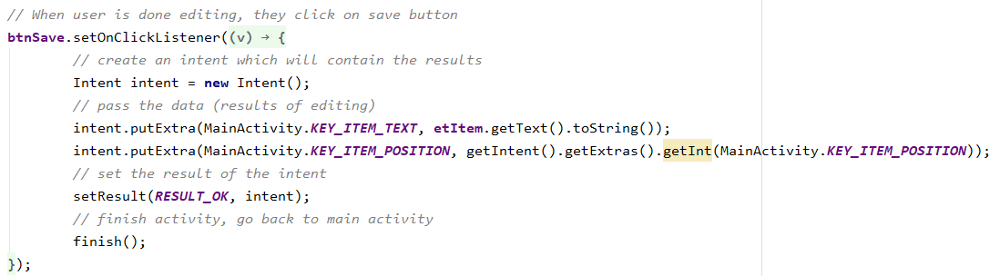 // When user is done editing, they click on save button
btnSave.setOnClickListener((v) → {
// create an intent which will contain the results
Intent intent = new Intent();
// pass the data (results of editing)
intent.putExtra(MainActivity.KEY_ITEM_TEXT, etItem.getText().toString());
intent.putExtra(MainActivity.KEY_ITEM_POSITION, getIntent().getExtras().getInt(MainActivity.KEY_ITEM_POSITION));
// set the result of the intent
setResult(RESULT_OK, intent);
// finish activity, go back to main activity
finish();
});